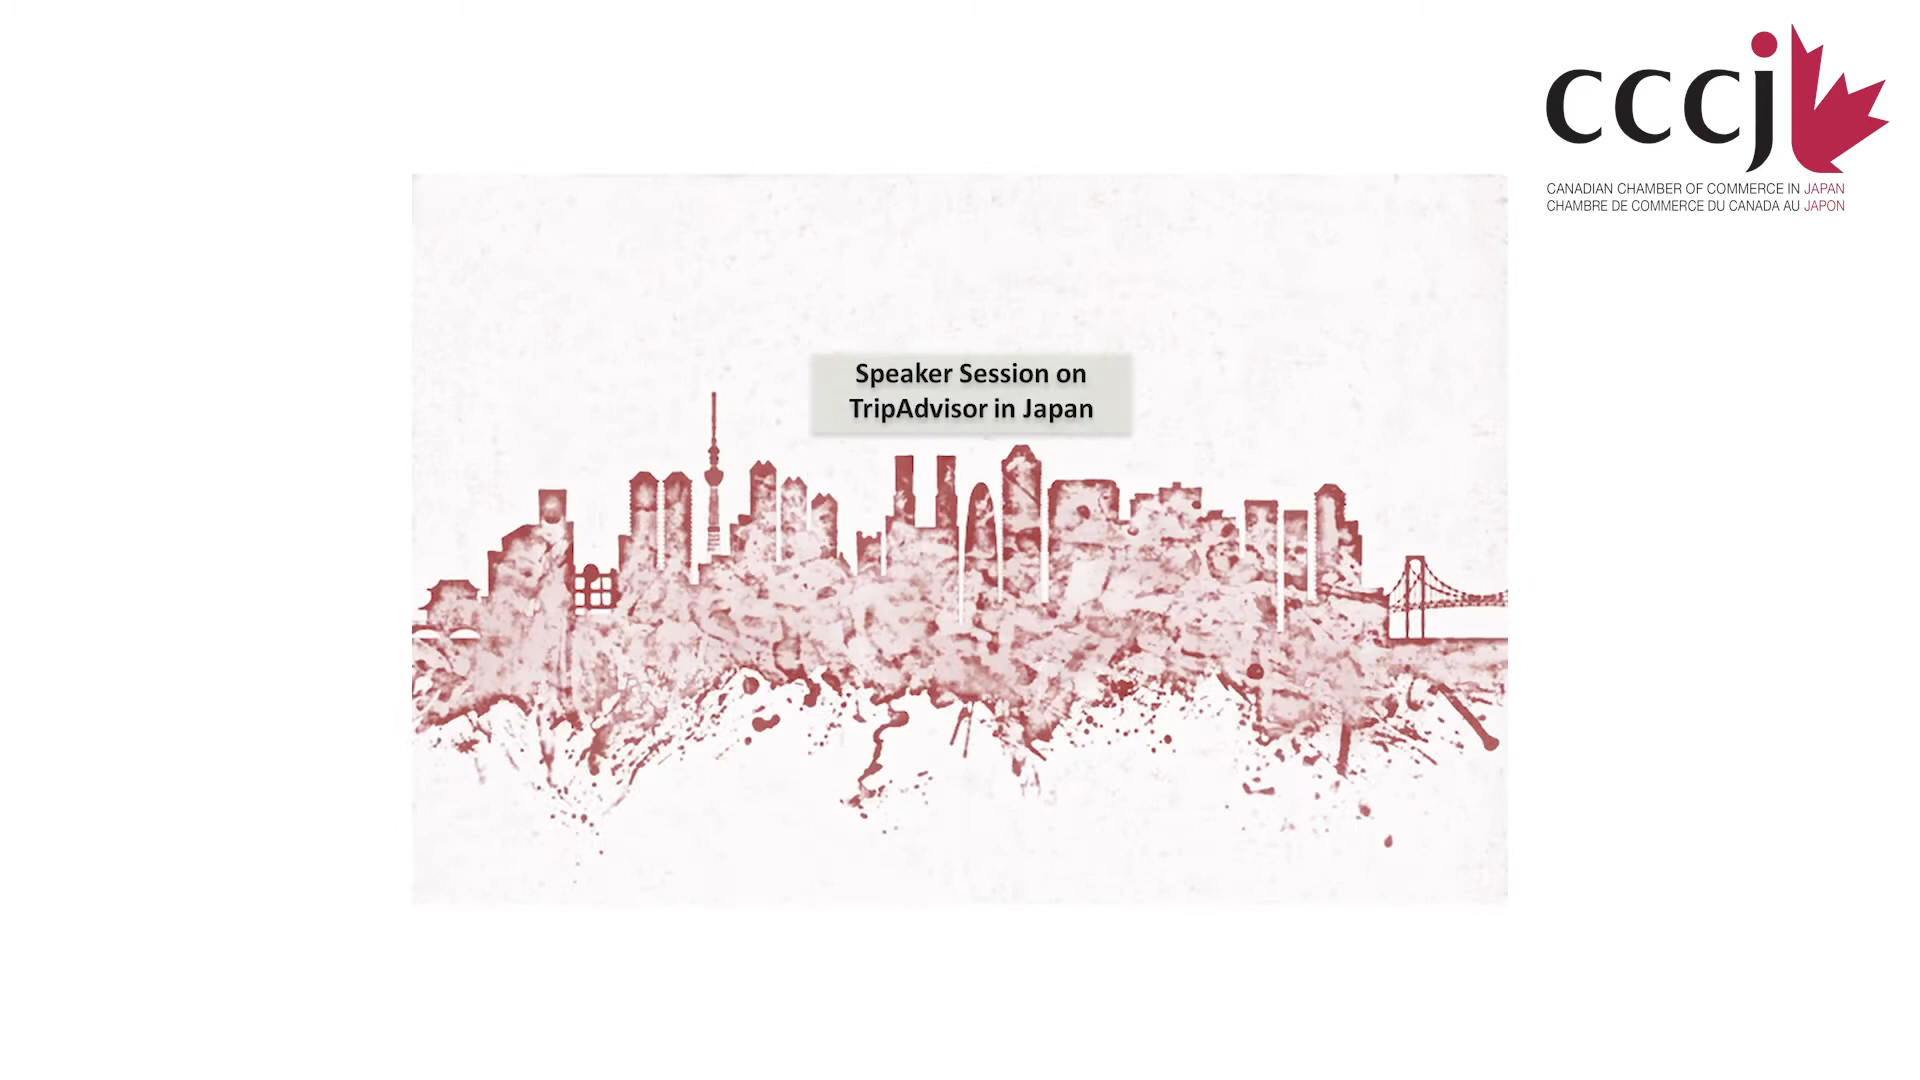 cccj
CANADIAN CHAMBER OF COMMERCE IN JAPAN
CHAMBRE DE COMMERCE DU CANADA AU JAPON
Speaker Session on
TripAdvisor in Japan